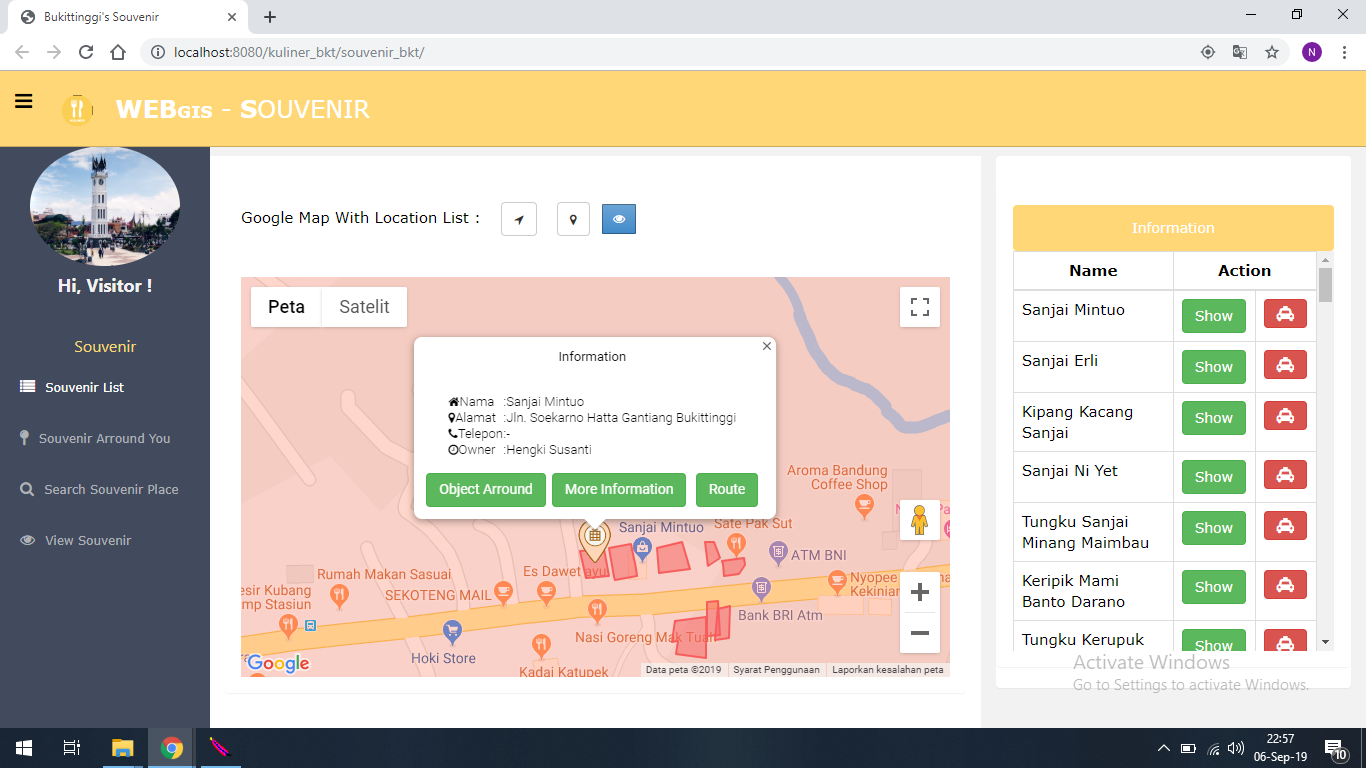 Bukittinggi's Souvenir
localhost:8080/kuliner_bkt/souvenir_bkt/
N
WEBGIS - SOUVENIR
Hi, Visitor !
Souvenir
Souvenir List
Souvenir Arround You
Search Souvenir Place
View Souvenir
Google Map With Location List :
Peta
Satelit
Information
Nama :Sanjai Mintuo
Alamat :Jln. Soekarno Hatta Gantiang Bukittinggi
Telepon:-
Owner :Hengki Susanti
Object Arround
More Information
Route
Aroma Bandung
Coffee Shop
Sanjai Mintuo
Sate Pak Sut
ATM BNI
Es Dawet ayu
Rumah Makan Sasuai
SEKOTENG MAIL
esir Kubang
mp Stasiun
Nyopee
Kekinian
Bank BRI Atm
Nasi Goreng Mak Tuah
Hoki Store
Kadai Katupek
Google
Data peta ©2019
Syarat Penggunaan
Laporkan kesalahan peta
Information
Name Action
Sanjai Mintuo Show
Sanjai Erli Show
Kipang Kacang
Sanjai Show
Sanjai Ni Yet Show
Tungku Sanjai
Minang Maimbau Show
Keripik Mami
Banto Darano Show
Tungku Kerupuk Show
Activate Windows
Go to Settings to activate Windows.
22:57
06-Sep-19
10